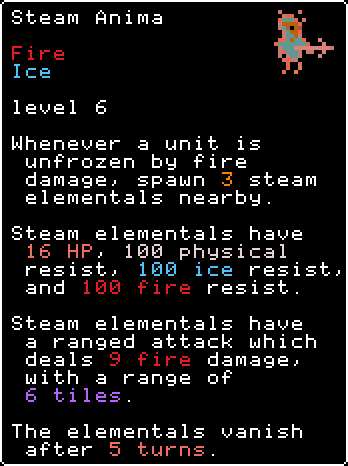 Steam Anima
Fire
Ice
level 6
Whenever a unit is
unfrozen by fire
damage, spawn 3 steam
elementals nearby.
Steam elementals have
16 HP, 100 physical
resist, 100 ice resist,
and 100 fire resist.
Steam elementals have
a ranged attack which
deals 9 fire damage,
with a range of
6 tiles.
The elementals vanish
after 5 turns.